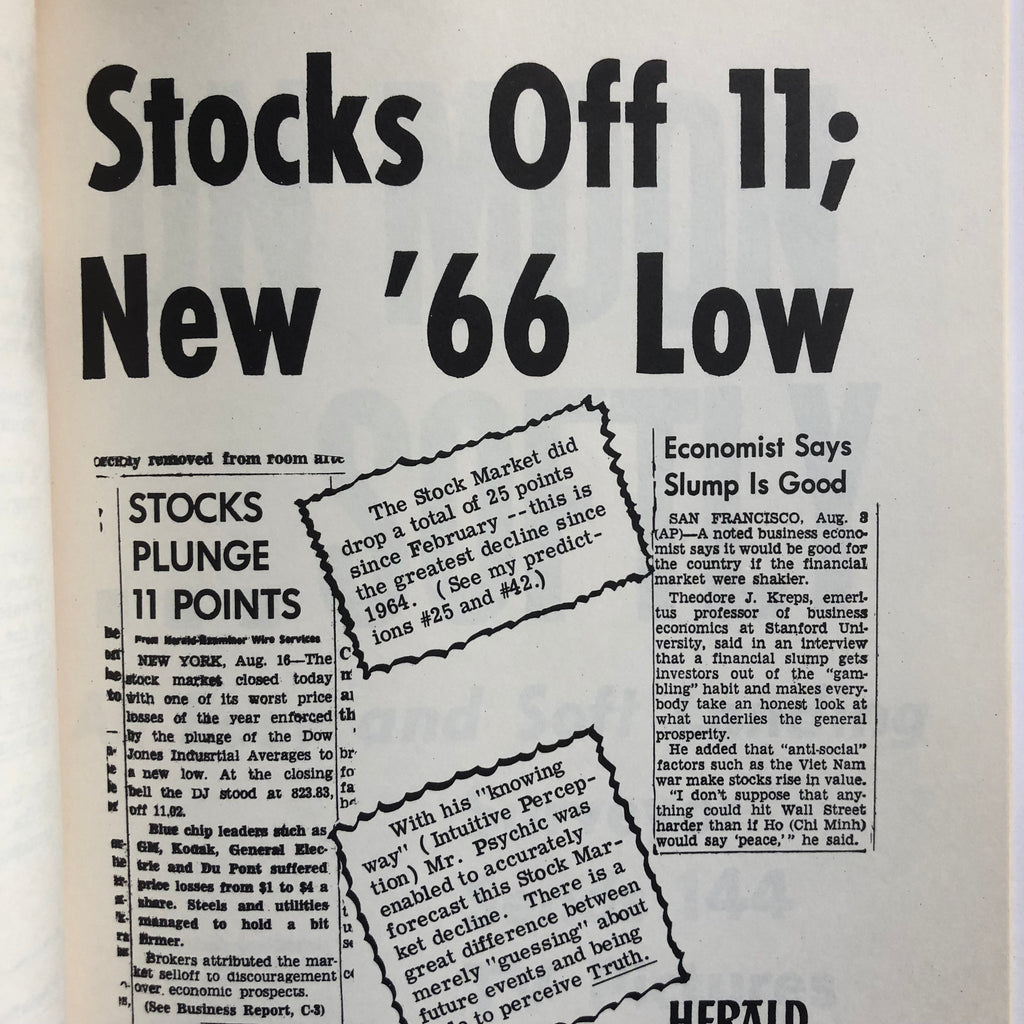 Stocks Off 11;
New '66 Low
removed from room
STOCKS
PLUNGE
11 POINTS
From Herald-Examiner Wire Services
NEW YORK, Aug. 16—The
stock market closed today
with one of its worst price
losses of the year enforced
by the plunge of the Dow
Jones Indusrtial Averages to
a new low. At the closing
bell the DJ stood at 823.83,
off 11.02.
Blue chip leaders such as
GM, Kodak, General Elec-
tric and Du Pont suffered
price losses from $1 to $4 a
share. Steels and utilities
managed to hold a bit
firmer.
Brokers attributed the mar-
ket selloff to discouragement
over economic prospects.
(See Business Report, C-3)
The Stock Market did
drop a total of 25 points
since February --this is
the greatest decline since
1964. (See my predict-
ions #25 and #42.)
With his "knowing
way" (Intuitive Percep-
tion) Mr. Psychic was
enabled to accurately
forecast this Stock Mar-
ket decline. There is a
great difference between
merely "guessing" about
future events and being
to perceive Truth.
Economist Says
Slump Is Good
SAN FRANCISCO, Aug. 8
(AP)—A noted business econo-
mist says it would be good for
the country if the financial
market were shakier.
Theodore J. Kreps, emeri-
tus professor of business
economics at Stanford Uni-
versity, said in an interview
that a financial slump gets
investors out of the "gam-
bling" habit and makes every-
body take an honest look at
what underlies the general
prosperity.
He added that "anti-social"
factors such as the Viet Nam
war make stocks rise in value.
"I don't suppose that any-
thing could hit Wall Street
harder than if Ho (Chi Minh)
would say 'peace,'" he said.
HERALD